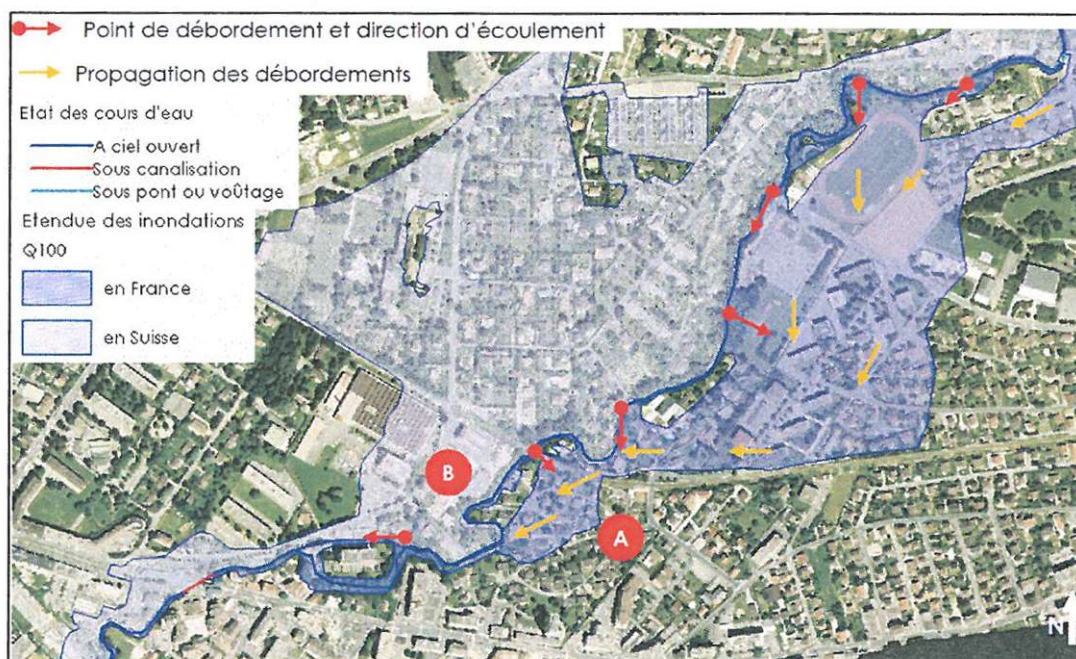 Point de débordement et direction d'écoulement
Propagation des débordements
Etat des cours d'eau
A ciel ouvert
Sous canalisation
Sous pont ou voûtage
Etendue des inondations
Q100
en France
en Suisse
B
A
N